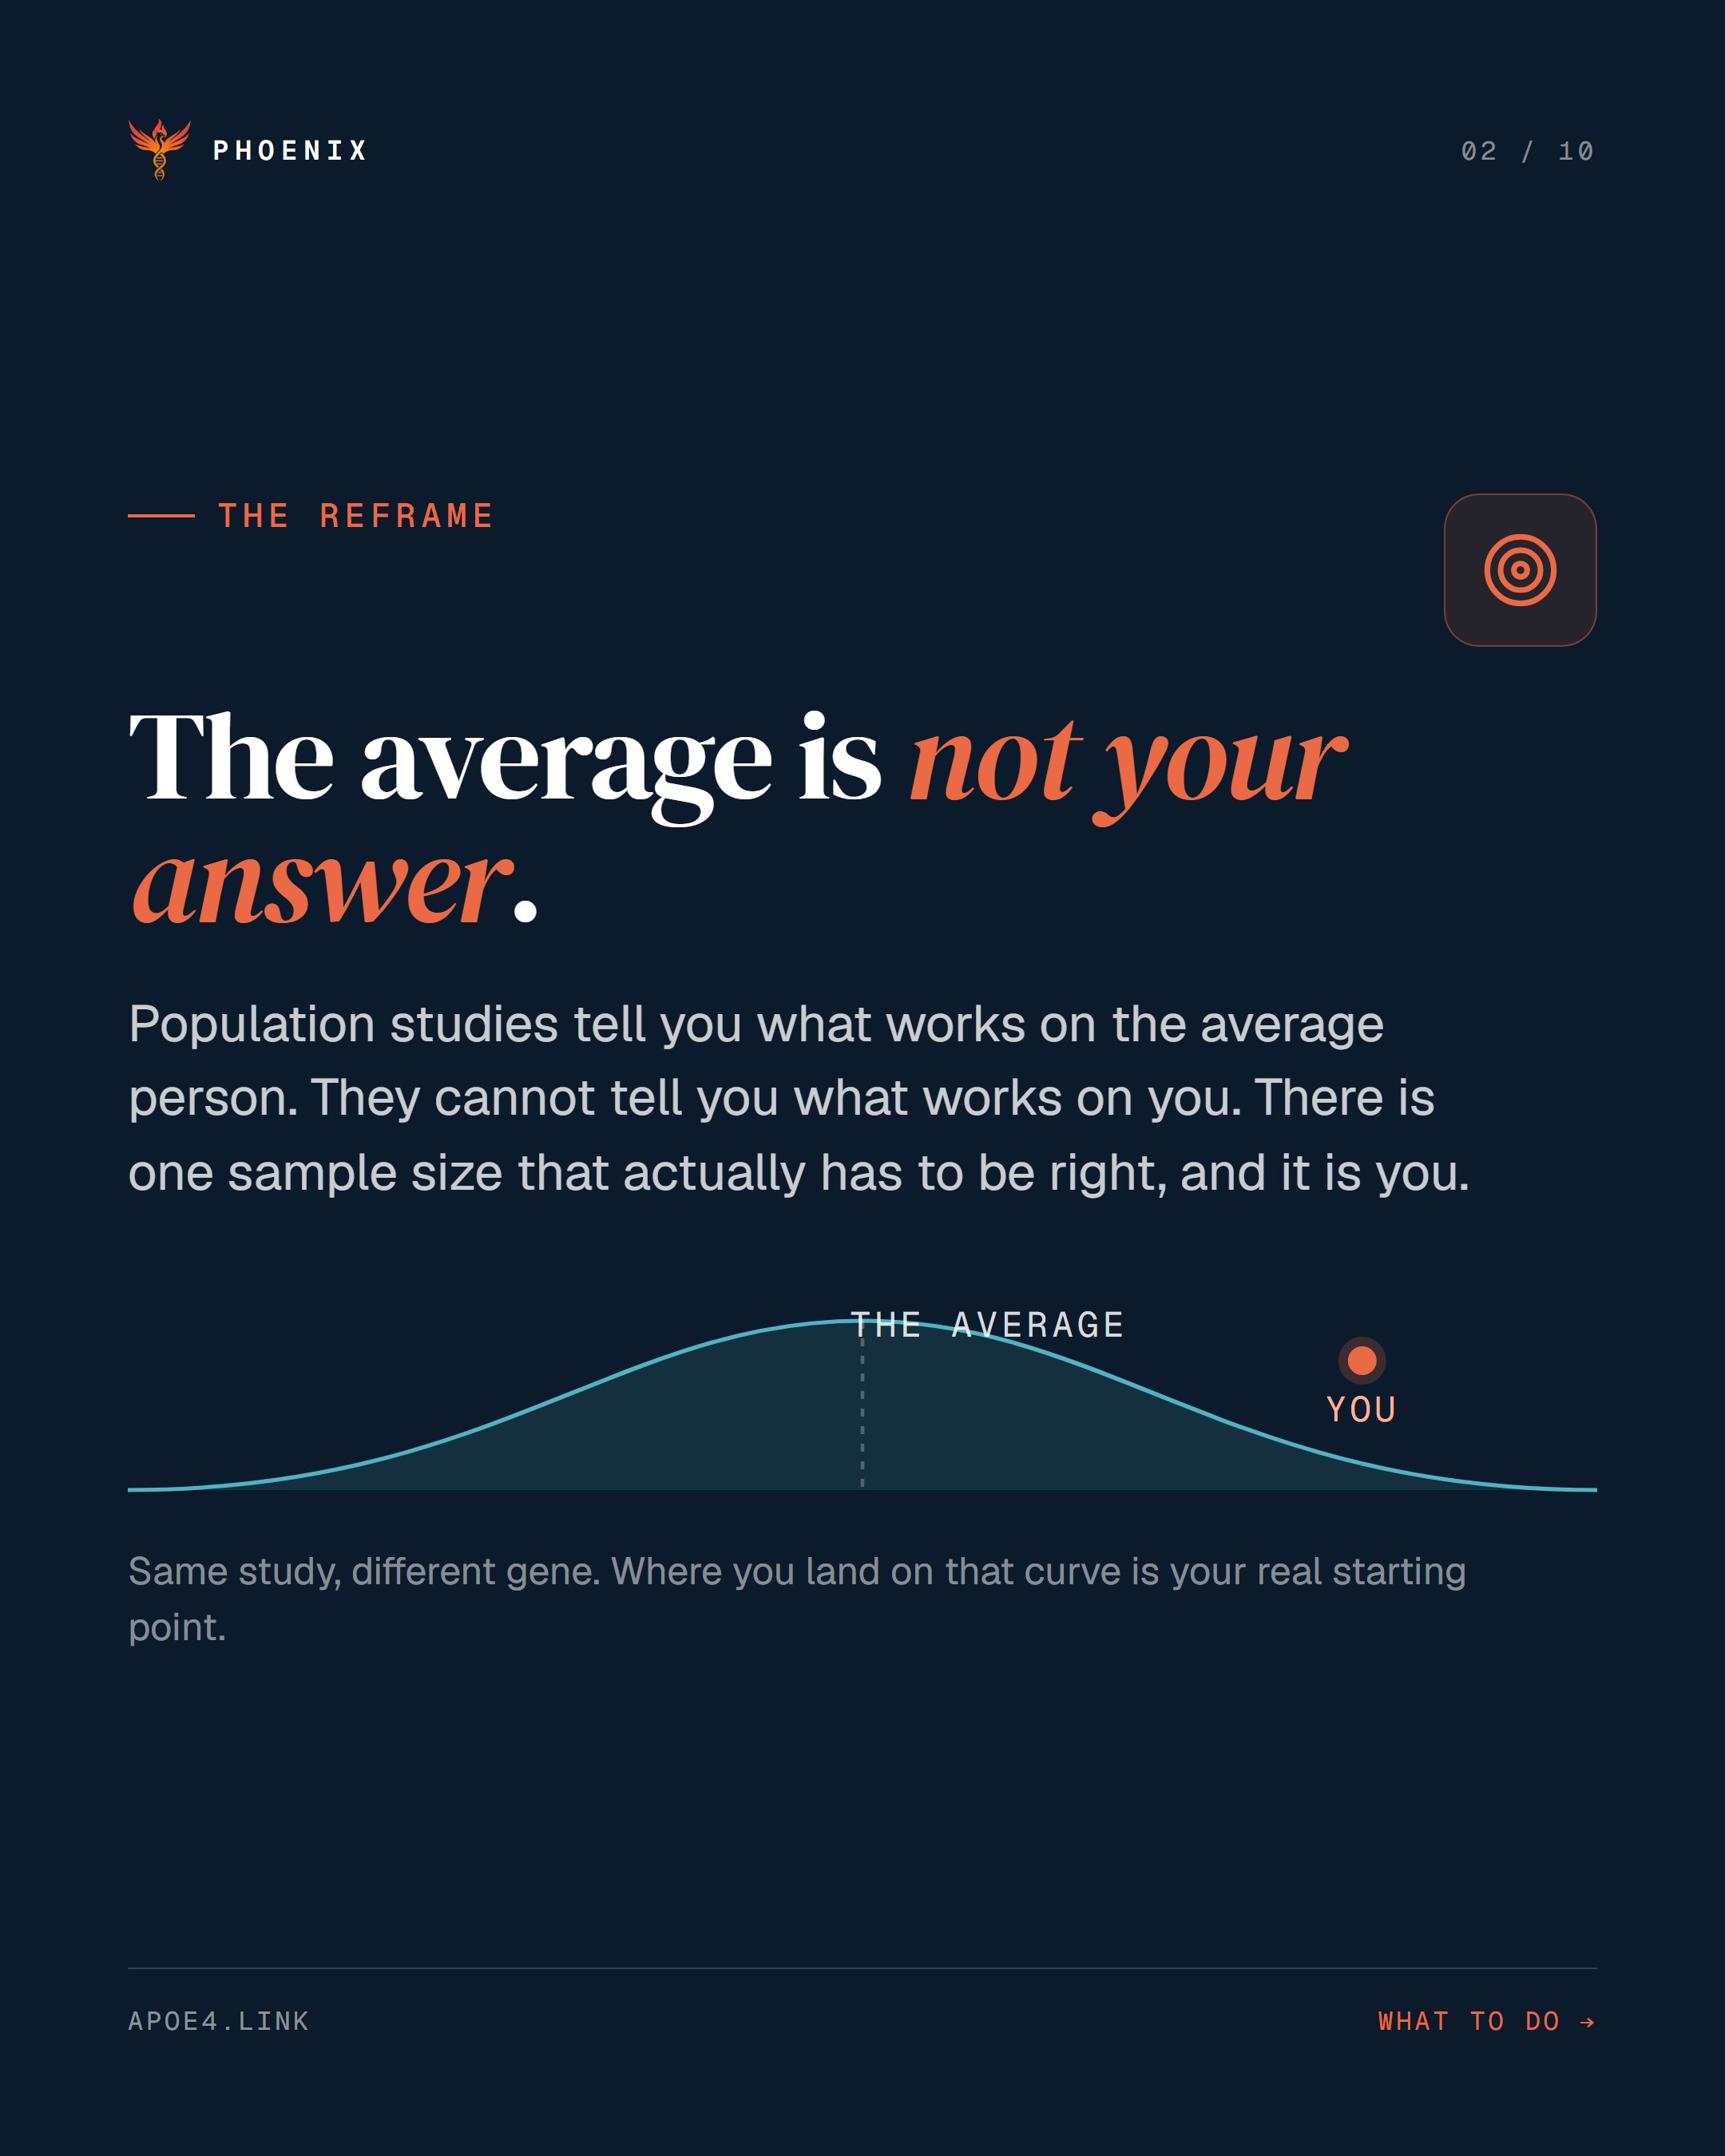 PHOENIX
02 / 10
THE REFRAME
The average is not your
answer.
Population studies tell you what works on the average
person. They cannot tell you what works on you. There is
one sample size that actually has to be right, and it is you.
THE AVERAGE
YOU
Same study, different gene. Where you land on that curve is your real starting
point.
APOE4.LINK
WHAT TO DO →